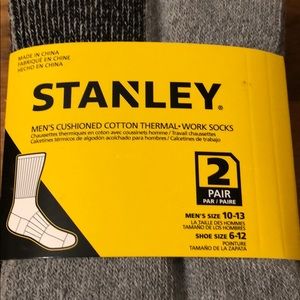 MADE IN CHINA
FABRIQUÉ EN CHINE
HECHO EN CHINA
STANLEY®
MEN'S CUSHIONED COTTON THERMAL• WORK SOCKS
Chaussettes thermiques en coton avec coussinets homme / Travail chaussettes
Calcetines térmicos de algodón acolchado para hombres/ Calcetines de trabajo
2
PAIR
PAR / PAIRE
MEN'S SIZE 10-13
LA TAILLE DES HOMMES
TAMAÑO DE LOS HOMBRES
SHOE SIZE 6-12
POINTURE
TAMAÑO DE LA ZAPATA